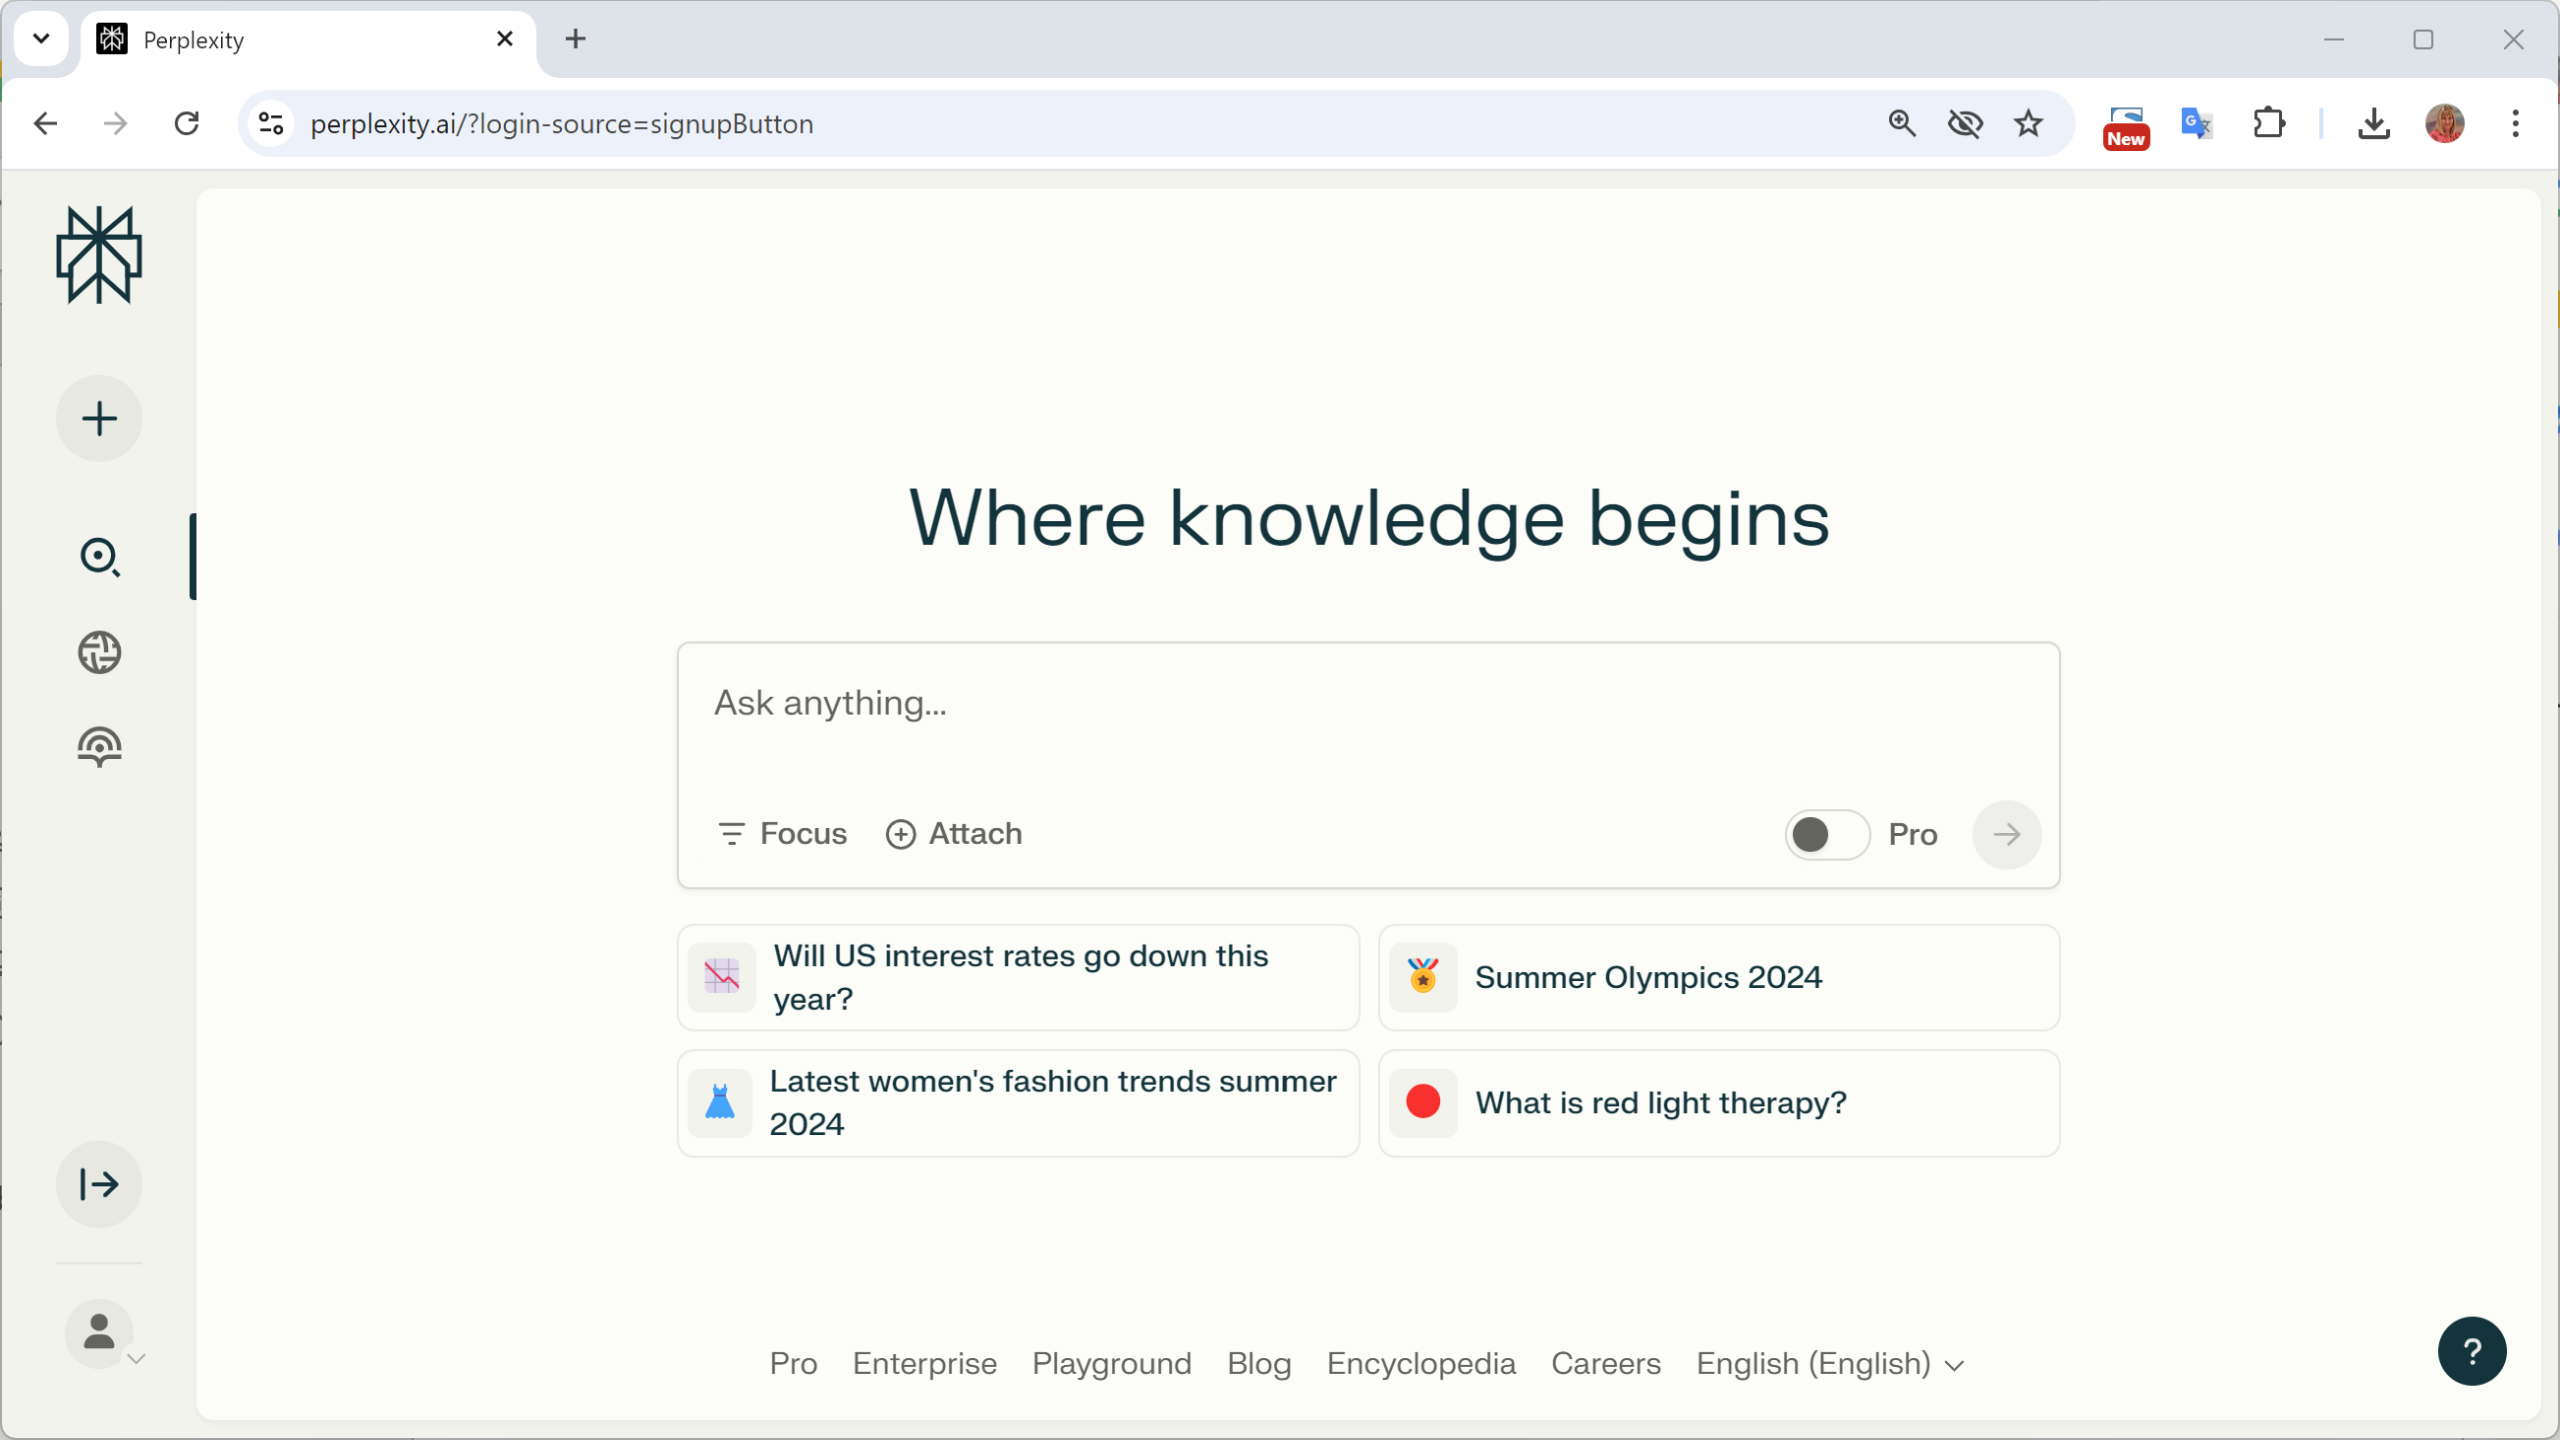 Perplexity
perplexity.ai/?login-source=signupButton
New
G
Where knowledge begins
Ask anything...
Focus
Attach
Pro
Will US interest rates go down this
year?
Summer Olympics 2024
Latest women's fashion trends summer
2024
What is red light therapy?
Pro
Enterprise
Playground
Blog
Encyclopedia
Careers
English (English)
?